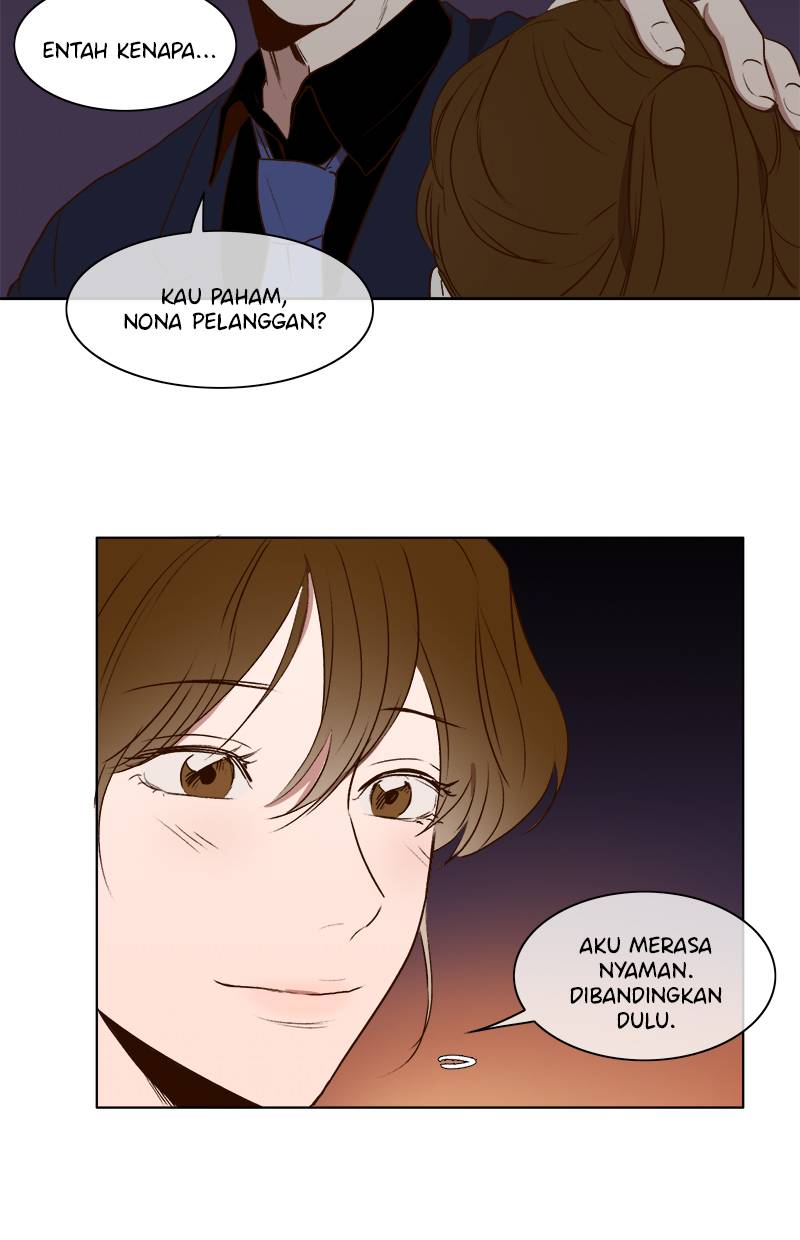 ENTAH KENAPA...
KAU PAHAM,
NONA PELANGGAN?
AKU MERASA
NYAMAN.
DIBANDINGKAN
DULU.